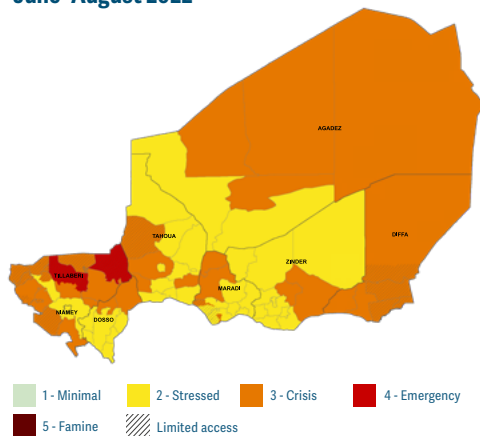 June-August 2022
AGADEZ
DIFFA
TAHOUA
ZINDER
TILLABERI
MARADI
NIAMEY
DOSSO
1 - Minimal
2 - Stressed
3 - Crisis
4 - Emergency
5 - Famine
Limited access